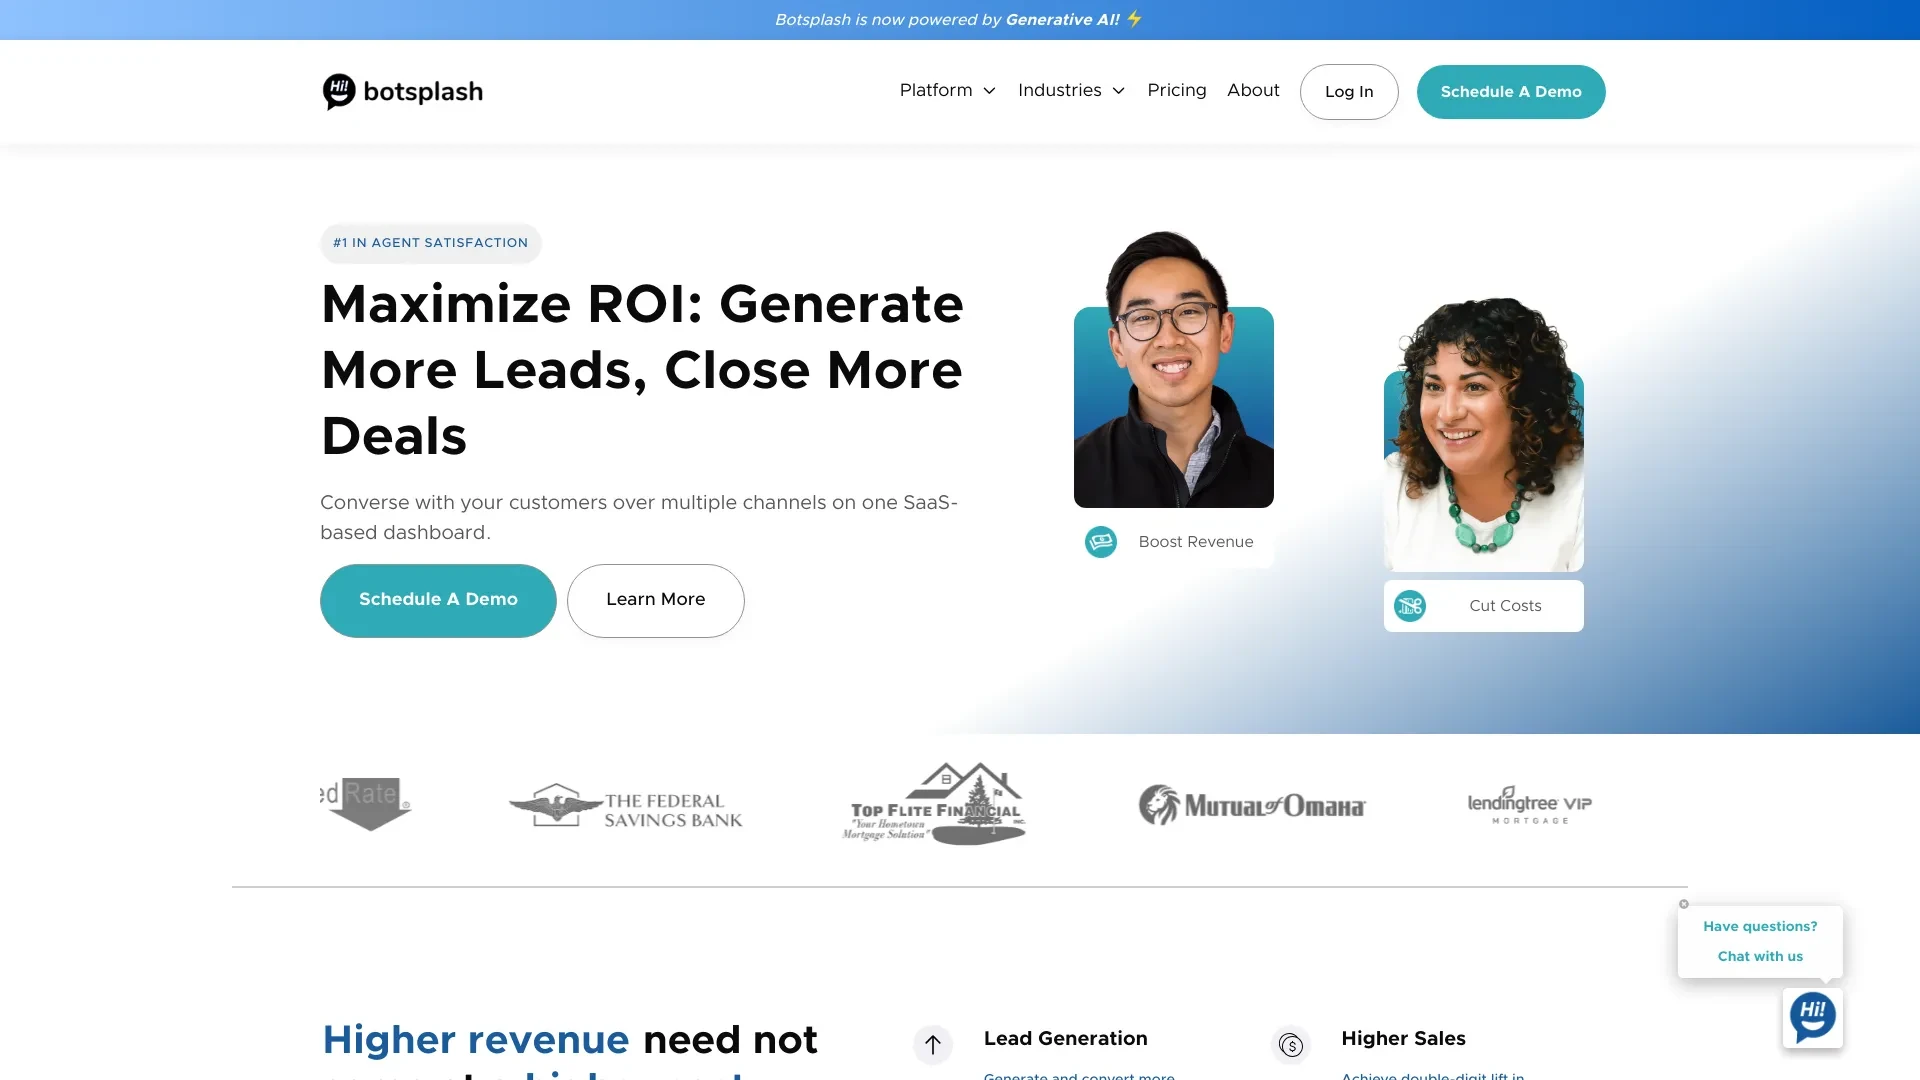 Botsplash is now powered by Generative AI! ⚡
Hi! botsplash
Platform
Industries
Pricing
About
Log In
Schedule A Demo
#1 IN AGENT SATISFACTION
Maximize ROI: Generate
More Leads, Close More
Deals
Converse with your customers over multiple channels on one SaaS-
based dashboard.
Schedule A Demo
Learn More
Boost Revenue
Cut Costs
ed Rate®
THE FEDERAL
SAVINGS BANK
TOP FLITE FINANCIAL INC.
"Your Hometown
Mortgage Solution"
MUTUAL of OMAHA
lendingtree VIP
MORTGAGE
Have questions?
Chat with us
Hi!
Higher revenue need not
Lead Generation
Generate and convert more
Higher Sales
Achieve double-digit lift in